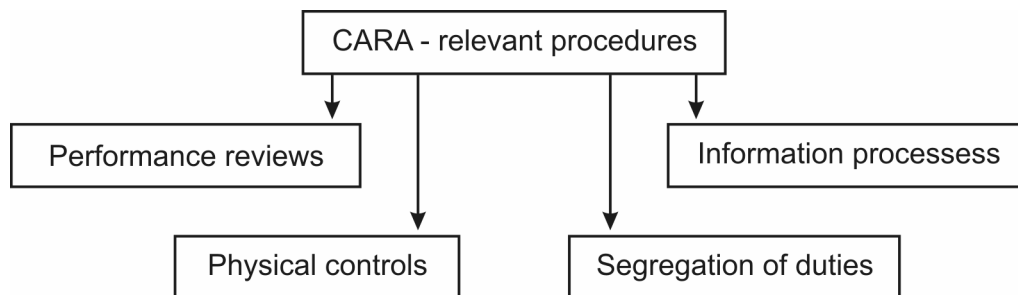 CARA - relevant procedures
Performance reviews
Information processess
Physical controls
Segregation of duties